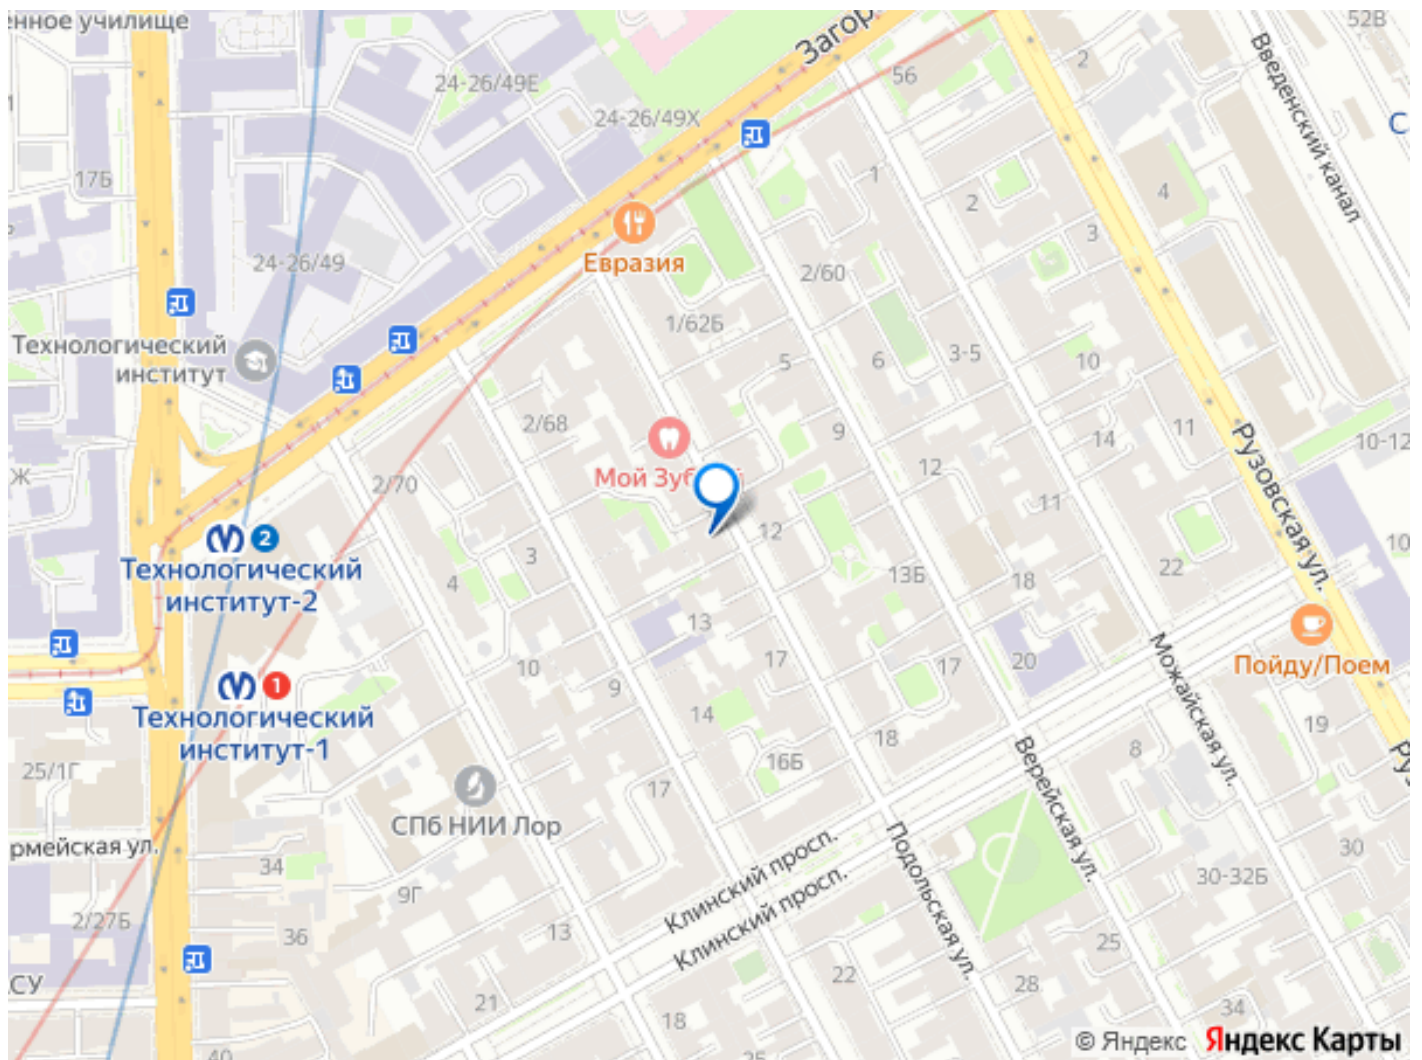 енное училище
Загор
52В
24-26/49Е
56
2
Введенский канал
24-26/49Х
С
17Б
1
4
2
Евразия
24-26/49
3
2/60
1/62Б
Технологический
институт
5
6
3-5
10
2/68
9
11
14
10-12
Мой Зуб
Рузовская ул.
Ж
2/70
12
11
2
Технологический
институт-2
12
10
3
4
13Б
18
22
13
Пойду/Поем
1
Технологический
институт-1
10
9
17
17
20
Можайская ул.
14
18
19
25/1Г
16Б
8
Верейская ул.
17
СПб НИИ Лор
рмейская ул.
Клинский просп.
Подольская ул.
30
34
9Г
30-32Б
2/27Б
Клинский просп.
36
13
25
СУ
22
28
21
34
18
40
© Яндекс Яндекс Карты